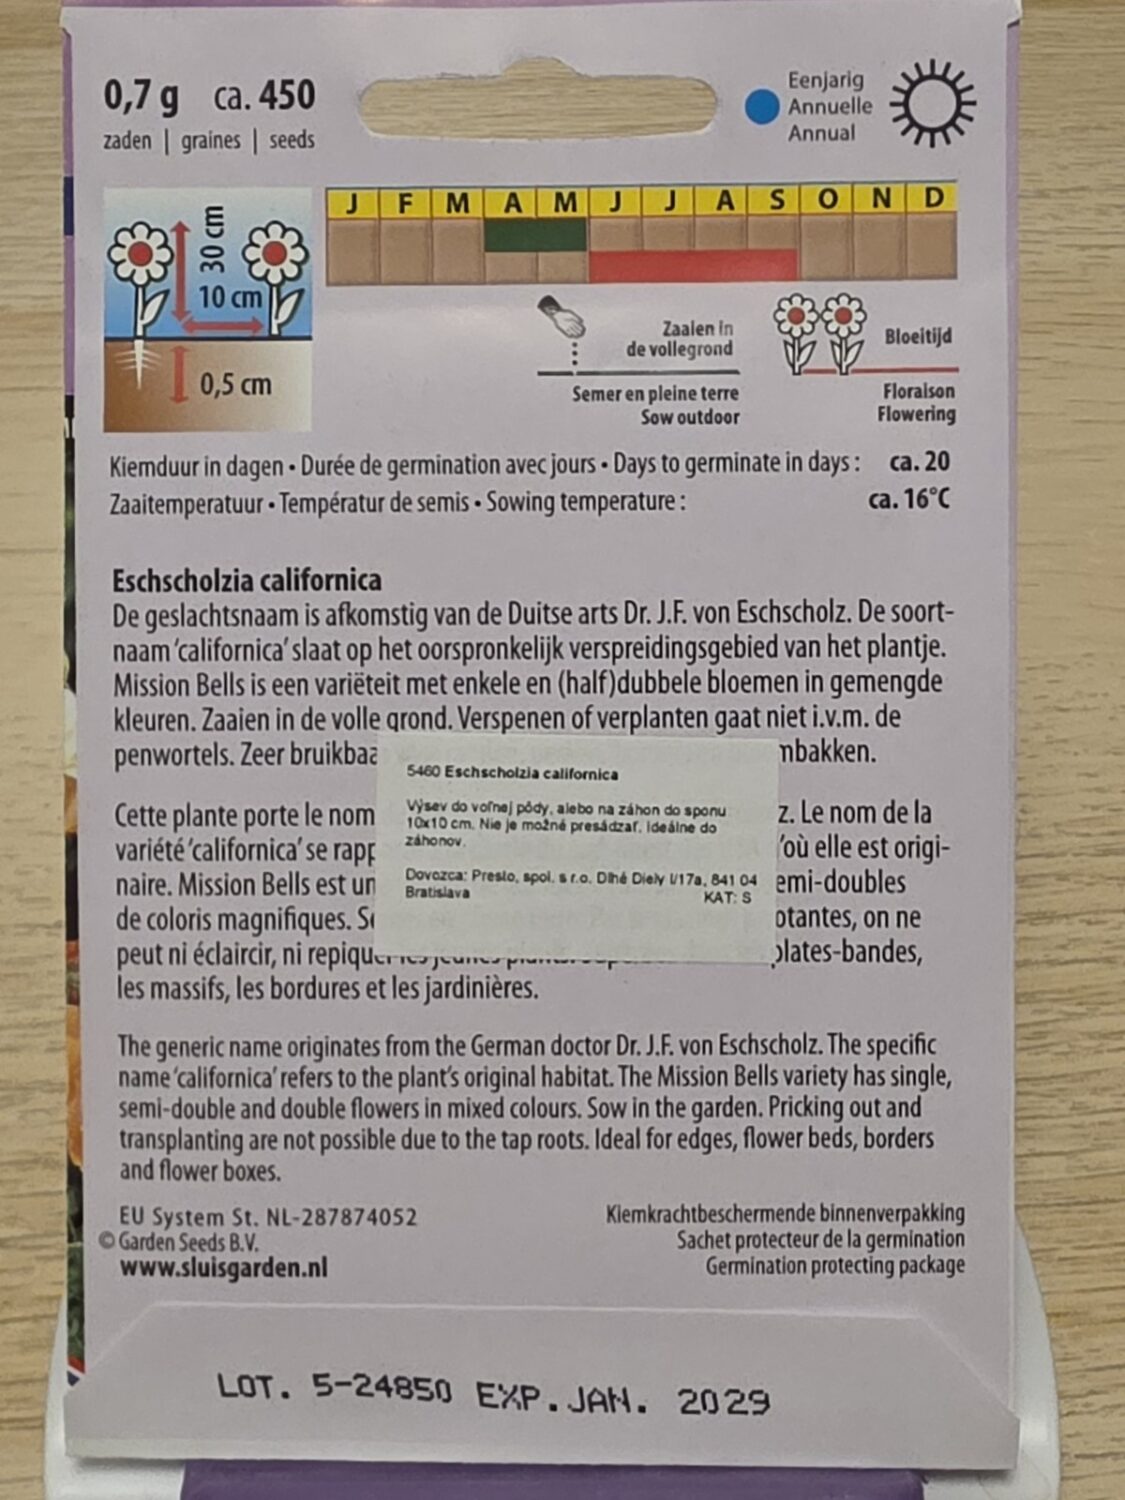 0,7 g ca. 450
zaden | graines | seeds
Eenjarig
Annuelle
Annual
J F M A M J J A S O N D
30 cm
10 cm
0,5 cm
Zaaien in
de vollegrond
Semer en pleine terre
Sow outdoor
Bloeitijd
Floraison
Flowering
Kiemduur in dagen • Durée de germination avec jours • Days to germinate in days : ca. 20
Zaaitemperatuur • Températur de semis • Sowing temperature : ca. 16°C
Eschscholzia californica
De geslachtsnaam is afkomstig van de Duitse arts Dr. J.F. von Eschscholz. De soort-
naam 'californica' slaat op het oorspronkelijk verspreidingsgebied van het plantje.
Mission Bells is een variëteit met enkele en (half)dubbele bloemen in gemengde
kleuren. Zaaien in de volle grond. Verspenen of verplanten gaat niet i.v.m. de
penwortels. Zeer bruikbaa mbakken.
5460 Eschscholzia californica
Výsev do voľnej pôdy, alebo na záhon do sponu
10x10 cm. Nie je možné presádzať. Ideálne do
záhonov.
Dovozca: Presto, spol. s r.o. Dlhé Diely I/17a, 841 04
Bratislava KAT: S
Cette plante porte le nom z. Le nom de la
variété 'californica' se rapp 'où elle est origi-
naire. Mission Bells est un emi-doubles
de coloris magnifiques. Se otantes, on ne
peut ni éclaircir, ni repiquer les jeunes plants. plates-bandes,
les massifs, les bordures et les jardinières.
The generic name originates from the German doctor Dr. J.F. von Eschscholz. The specific
name 'californica' refers to the plant's original habitat. The Mission Bells variety has single,
semi-double and double flowers in mixed colours. Sow in the garden. Pricking out and
transplanting are not possible due to the tap roots. Ideal for edges, flower beds, borders
and flower boxes.
EU System St. NL-287874052
© Garden Seeds B.V.
www.sluisgarden.nl
Kiemkrachtbeschermende binnenverpakking
Sachet protecteur de la germination
Germination protecting package
LOT. 5-24850 EXP. JAN. 2029